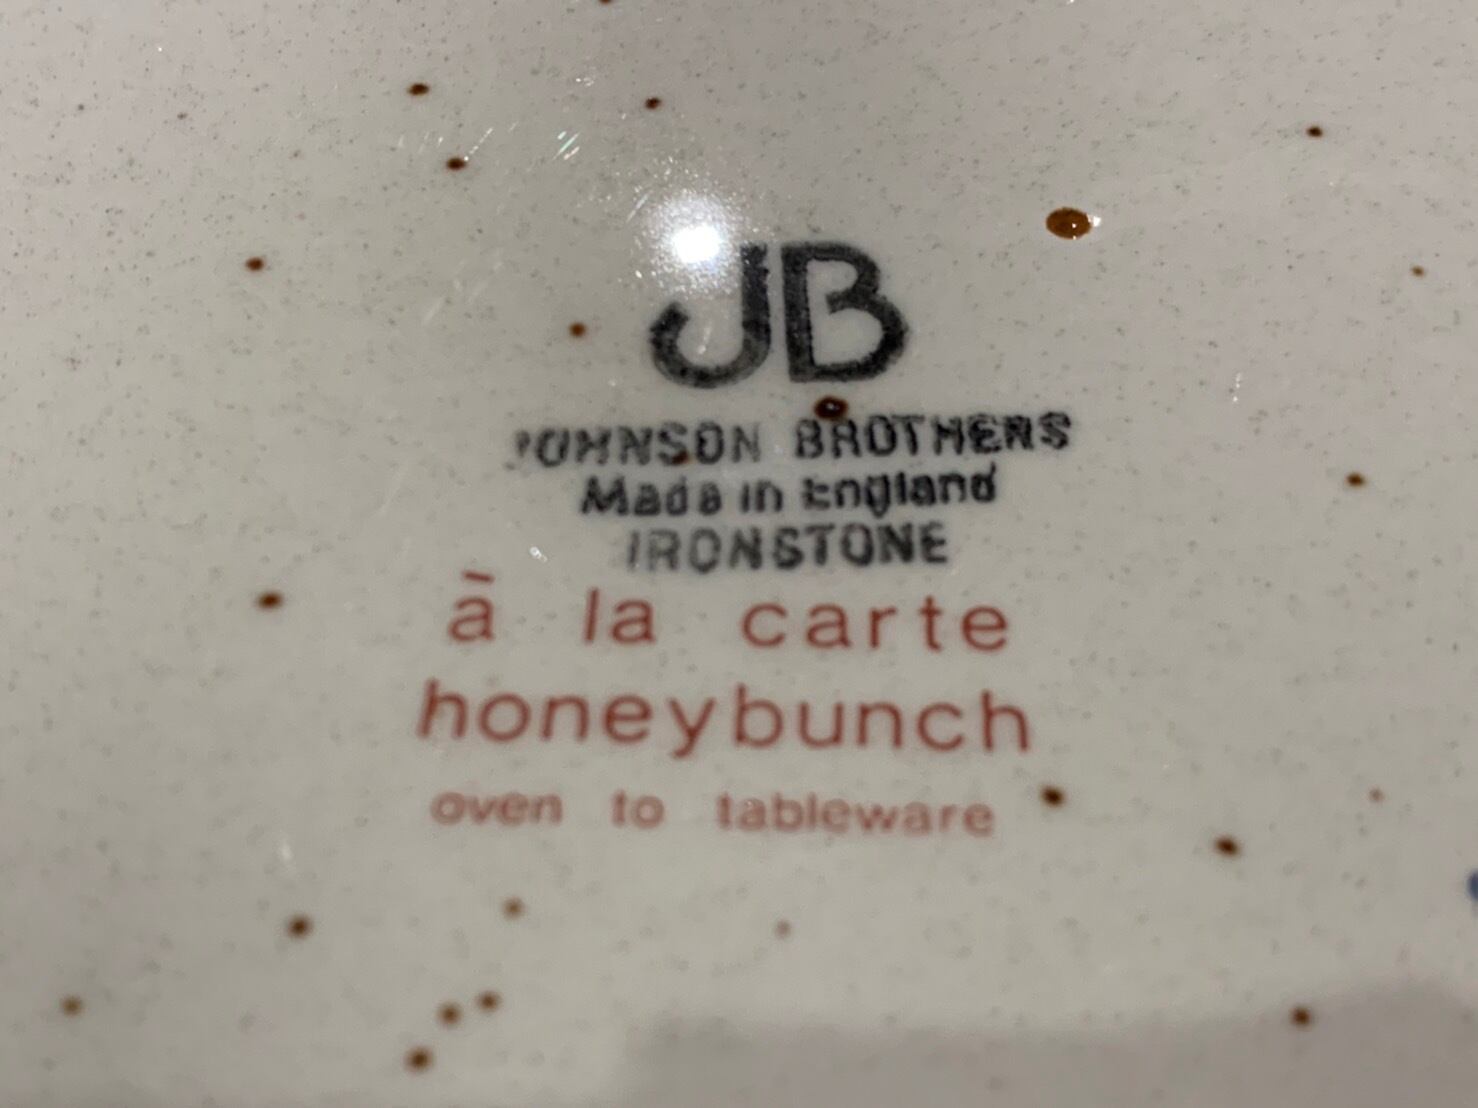 JB
JOHNSON BROTHERS
Made in England
IRONSTONE
à la carte
honeybunch
oven to tableware